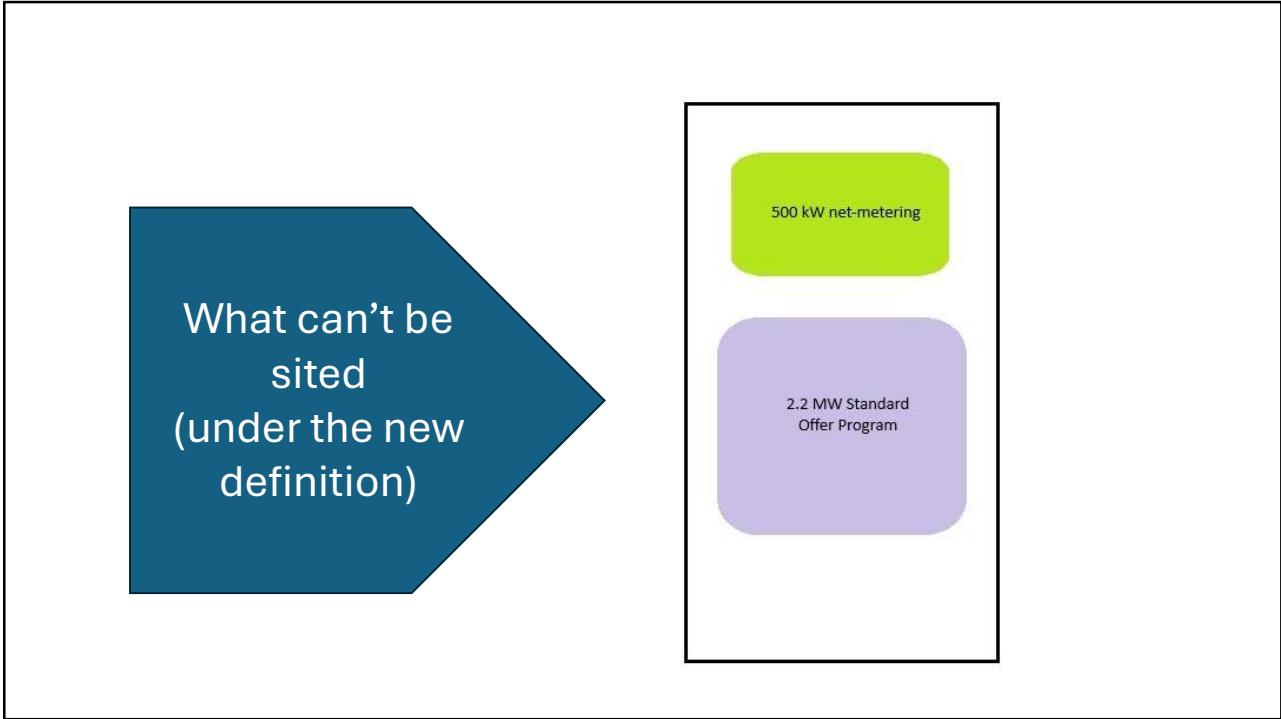 What can’t be
sited
(under the new
definition)
500 kW net-metering
2.2 MW Standard
Offer Program